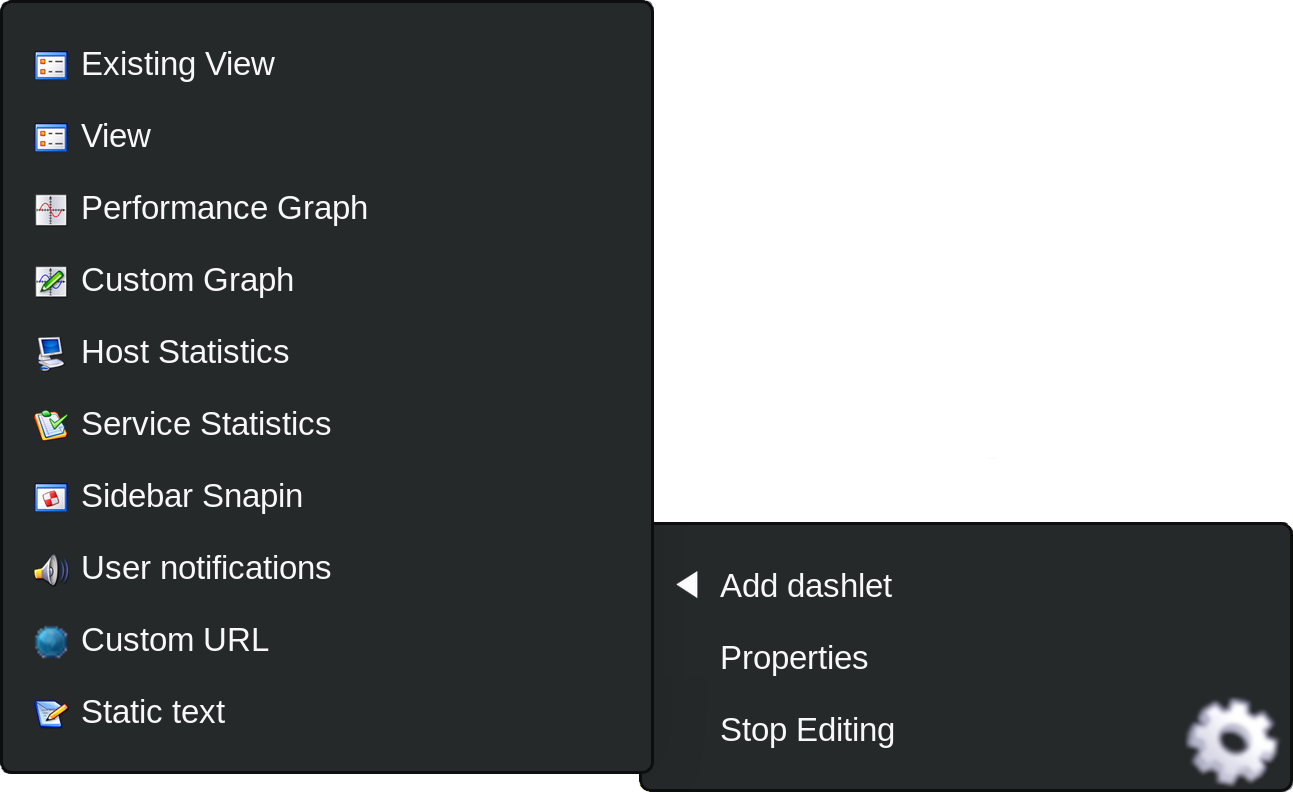 Existing View
View
Performance Graph
Custom Graph
Host Statistics
Service Statistics
Sidebar Snapin
User notifications
Custom URL
Static text
Add dashlet
Properties
Stop Editing